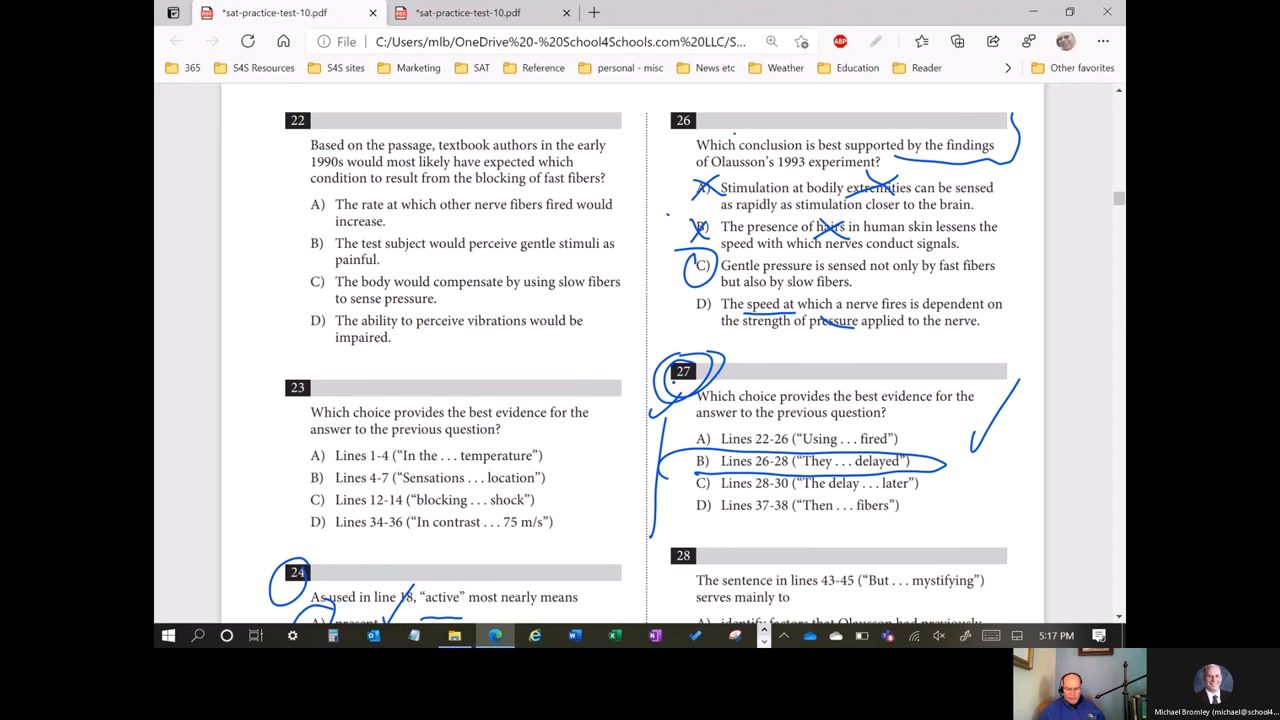 *sat-practice-test-10.pdf
*sat-practice-test-10.pdf
File
C:/Users/mlb/OneDrive%20-%20School4Schools.com%20LLC/S...
ABP
365
S4S Resources
S4S sites
Marketing
SAT
Reference
personal - misc
News etc
Weather
Education
Reader
Other favorites
22
Based on the passage, textbook authors in the early
1990s would most likely have expected which
condition to result from the blocking of fast fibers?
A) The rate at which other nerve fibers fired would
increase.
B) The test subject would perceive gentle stimuli as
painful.
C) The body would compensate by using slow fibers
to sense pressure.
D) The ability to perceive vibrations would be
impaired.
23
Which choice provides the best evidence for the
answer to the previous question?
A) Lines 1-4 (“In the . . . temperature”)
B) Lines 4-7 (“Sensations . . . location”)
C) Lines 12-14 (“blocking . . . shock”)
D) Lines 34-36 (“In contrast . . . 75 m/s”)
24
As used in line 18, “active” most nearly means
A) present
26
Which conclusion is best supported by the findings
of Olausson’s 1993 experiment?
A) Stimulation at bodily extremities can be sensed
as rapidly as stimulation closer to the brain.
B) The presence of hairs in human skin lessens the
speed with which nerves conduct signals.
C) Gentle pressure is sensed not only by fast fibers
but also by slow fibers.
D) The speed at which a nerve fires is dependent on
the strength of pressure applied to the nerve.
27
Which choice provides the best evidence for the
answer to the previous question?
A) Lines 22-26 (“Using . . . fired”)
B) Lines 26-28 (“They . . . delayed”)
C) Lines 28-30 (“The delay . . . later”)
D) Lines 37-38 (“Then . . . fibers”)
28
The sentence in lines 43-45 (“But . . . mystifying”)
serves mainly to
A) identify factors that Olausson had previously
5:17 PM
Michael Bromley (michael@school4...